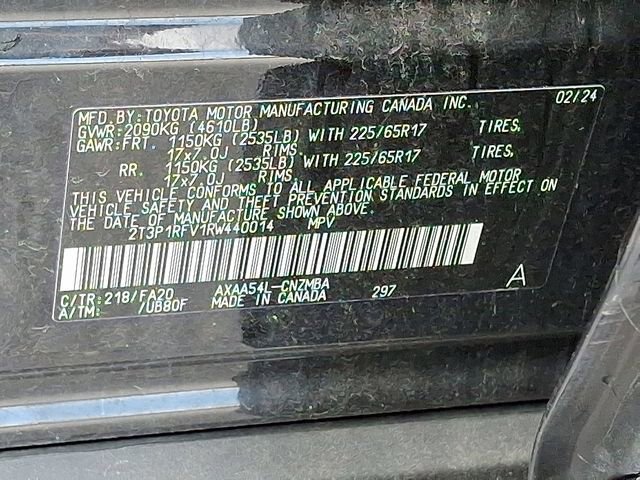 MFD.BY:TOYOTA MOTOR MANUFACTURING CANADA INC. 02/24
GVWR:2090KG (4610LB)
GAWR:FRT. 1150KG (2535LB) WITH 225/65R17 TIRES,
17x7.0J RIMS
RR. 1150KG (2535LB) WITH 225/65R17 TIRES,
17x7.0J RIMS
THIS VEHICLE CONFORMS TO ALL APPLICABLE FEDERAL MOTOR
VEHICLE SAFETY AND THEFT PREVENTION STANDARDS IN EFFECT ON
THE DATE OF MANUFACTURE SHOWN ABOVE.
2T3P1RFV1RW440014 MPV
C/TR:218/FA20 AXAA54L-CNZMBA 297 A
A/TM: /UB80F MADE IN CANADA